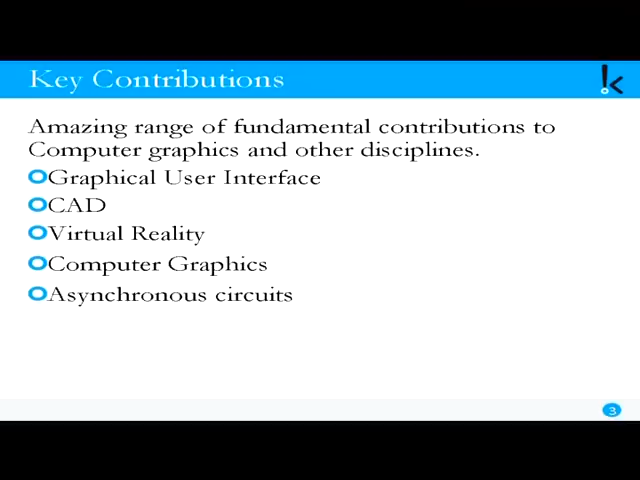 Key Contributions
Amazing range of fundamental contributions to
Computer graphics and other disciplines.
Graphical User Interface
CAD
Virtual Reality
Computer Graphics
Asynchronous circuits
3